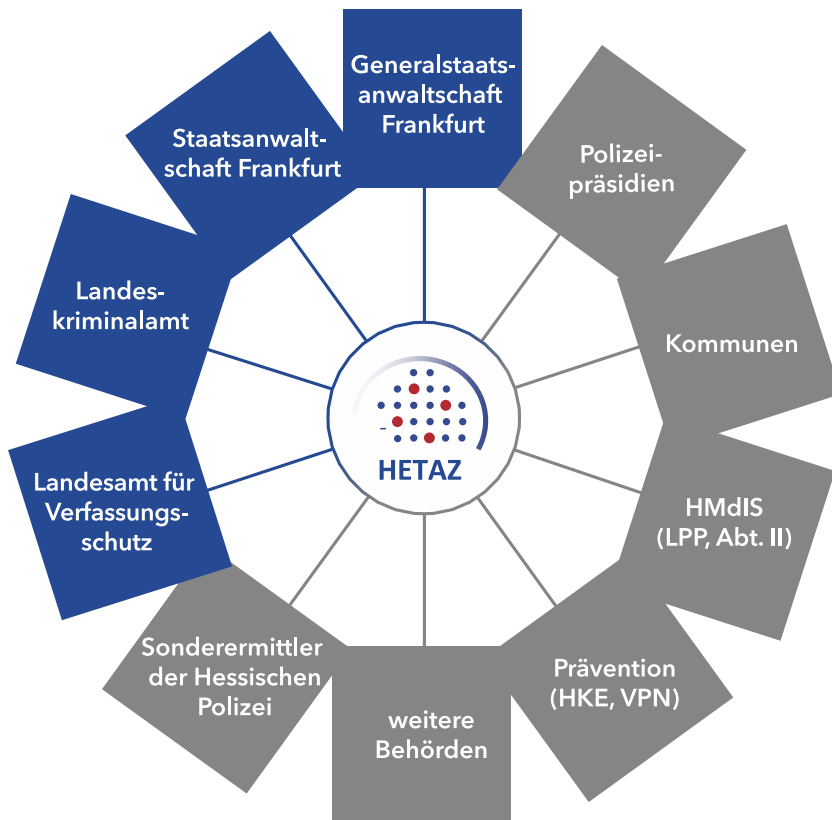 Generalstaats-
anwaltschaft
Frankfurt
Polizei-
präsidien
Kommunen
HMdIS
(LPP, Abt. II)
Prävention
(HKE, VPN)
weitere
Behörden
Sonderermittler
der Hessischen
Polizei
Landesamt für
Verfassungs-
schutz
Landes-
kriminalamt
Staatsanwalt-
schaft Frankfurt
HETAZ